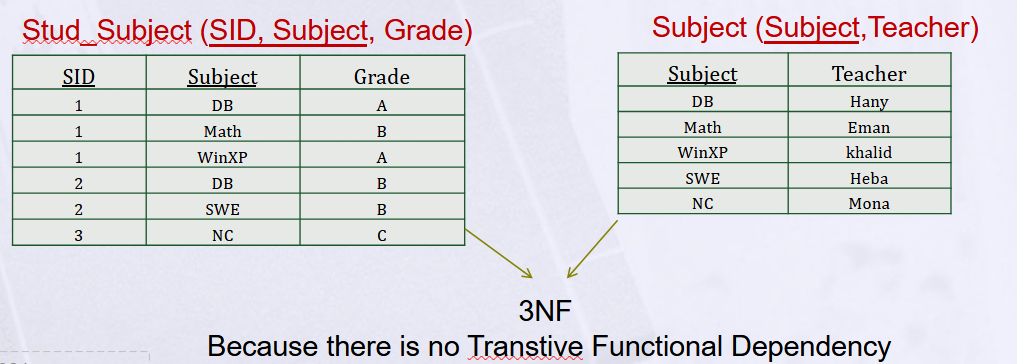 Stud_Subject (SID, Subject, Grade)
SID Subject Grade
1 DB A
1 Math B
1 WinXP A
2 DB B
2 SWE B
3 NC C
Subject (Subject,Teacher)
Subject Teacher
DB Hany
Math Eman
WinXP khalid
SWE Heba
NC Mona
3NF
Because there is no Transtive Functional Dependency